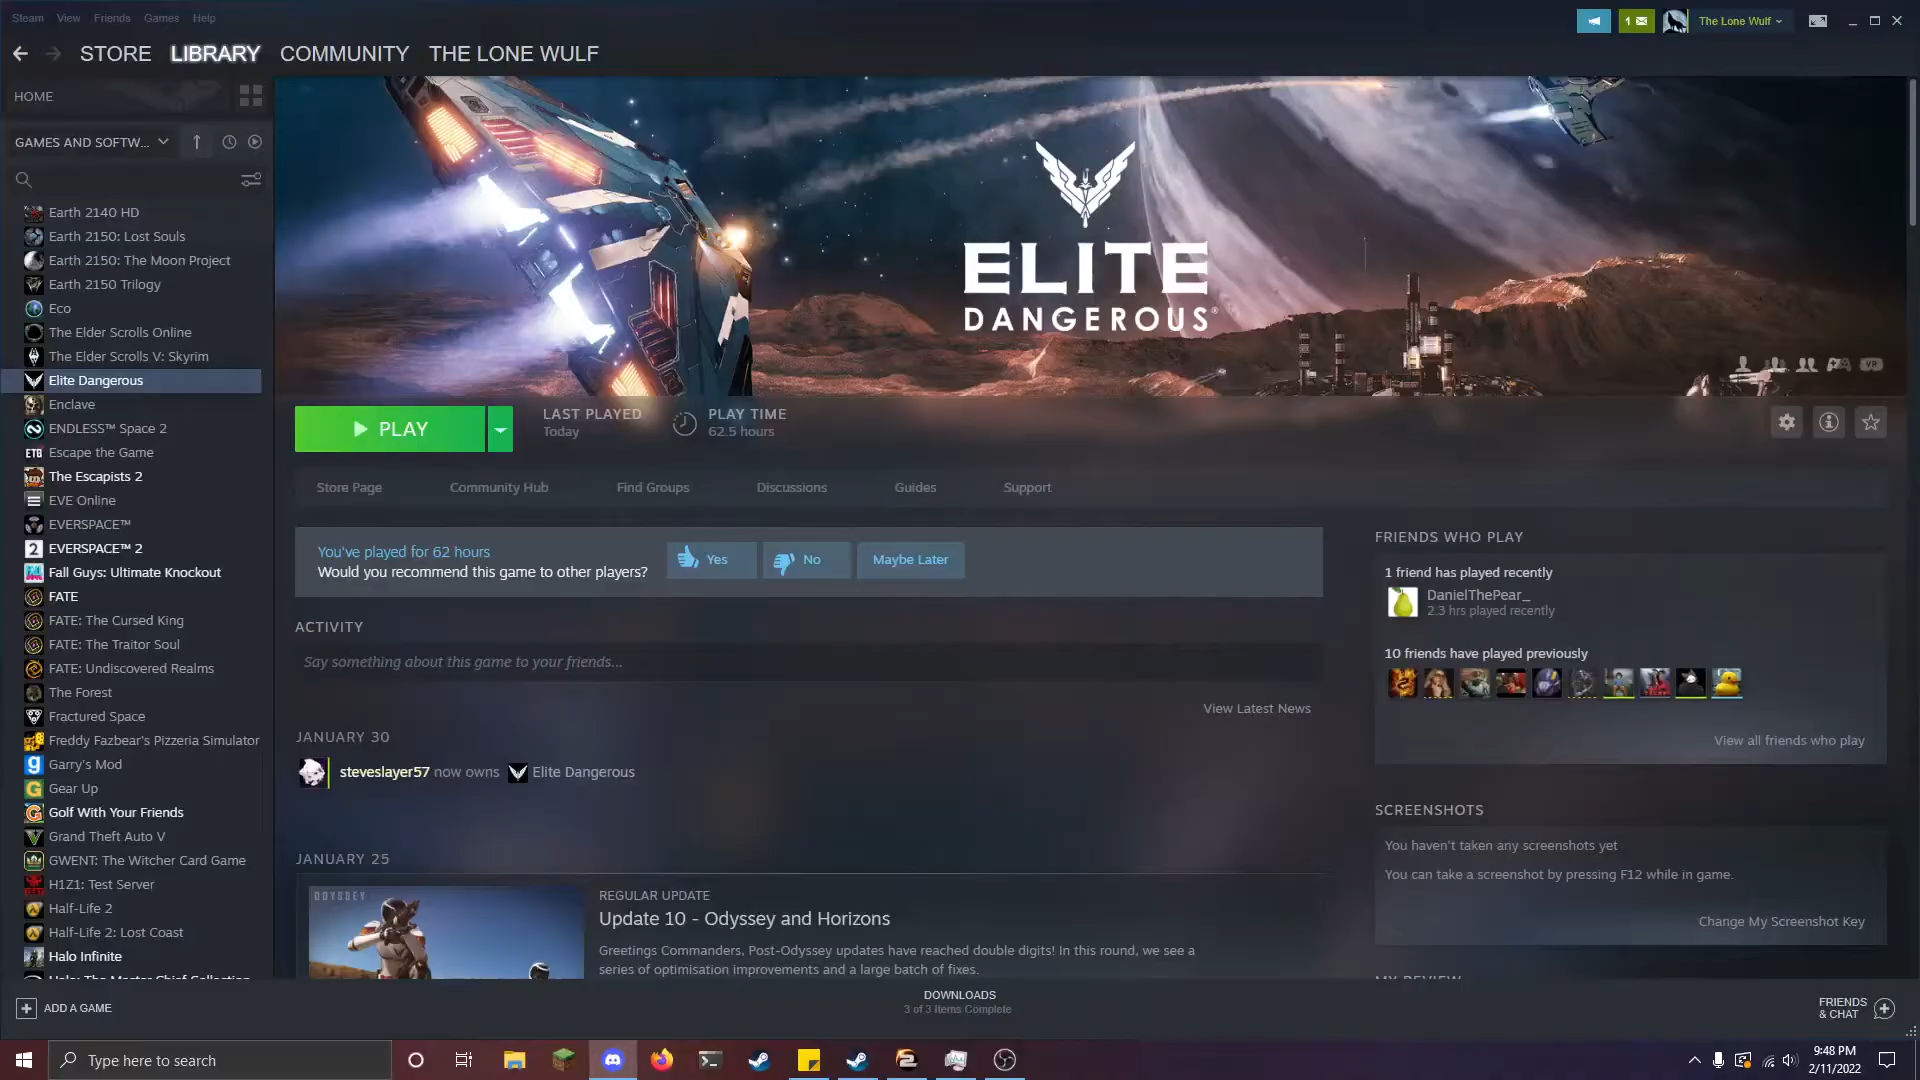 Steam View Friends Games Help
1
The Lone Wulf
STORE LIBRARY COMMUNITY THE LONE WULF
HOME
GAMES AND SOFTW...
Earth 2140 HD
Earth 2150: Lost Souls
Earth 2150: The Moon Project
Earth 2150 Trilogy
Eco
The Elder Scrolls Online
The Elder Scrolls V: Skyrim
Elite Dangerous
Enclave
ENDLESS™ Space 2
ETB Escape the Game
The Escapists 2
EVE Online
EVERSPACE™
2 EVERSPACE™ 2
Fall Guys: Ultimate Knockout
FATE
FATE: The Cursed King
FATE: The Traitor Soul
FATE: Undiscovered Realms
The Forest
Fractured Space
Freddy Fazbear's Pizzeria Simulator
g Garry's Mod
G Gear Up
G Golf With Your Friends
Grand Theft Auto V
GWENT: The Witcher Card Game
H1Z1: Test Server
Half-Life 2
Half-Life 2: Lost Coast
Halo Infinite
Halo: The Master Chief Collection
ELITE
DANGEROUS®
VR
PLAY
LAST PLAYED
Today
PLAY TIME
62.5 hours
Store Page Community Hub Find Groups Discussions Guides Support
You've played for 62 hours
Would you recommend this game to other players?
Yes No Maybe Later
ACTIVITY
Say something about this game to your friends...
View Latest News
JANUARY 30
steveslayer57 now owns Elite Dangerous
JANUARY 25
ODYSSEY
REGULAR UPDATE
Update 10 - Odyssey and Horizons
Greetings Commanders, Post-Odyssey updates have reached double digits! In this round, we see a
series of optimisation improvements and a large batch of fixes.
FRIENDS WHO PLAY
1 friend has played recently
DanielThePear_
2.3 hrs played recently
10 friends have played previously
View all friends who play
SCREENSHOTS
You haven't taken any screenshots yet
You can take a screenshot by pressing F12 while in game.
Change My Screenshot Key
MY REVIEW
ADD A GAME
DOWNLOADS
3 of 3 Items Complete
FRIENDS
& CHAT
Type here to search
9:48 PM
2/11/2022